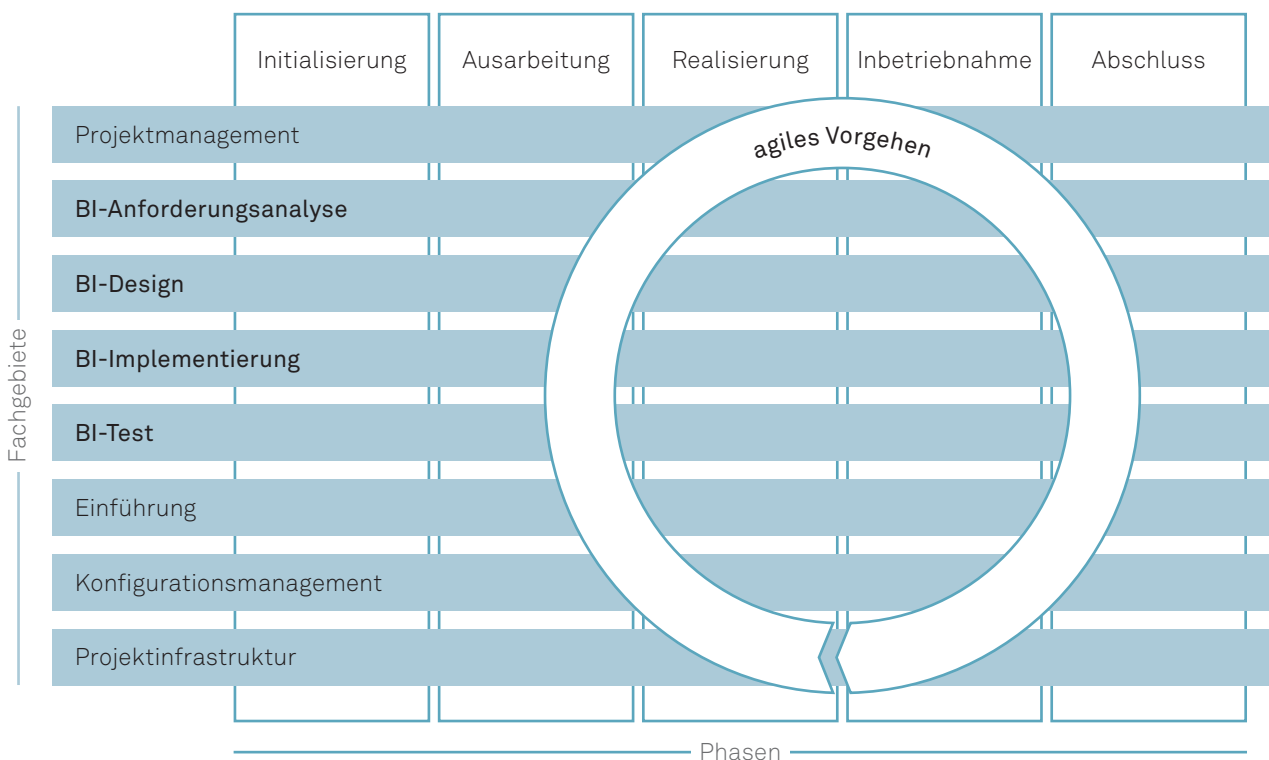 Initialisierung
Ausarbeitung
Realisierung
Inbetriebnahme
Abschluss
Projektmanagement
agiles Vorgehen
BI-Anforderungsanalyse
BI-Design
BI-Implementierung
BI-Test
Einführung
Konfigurationsmanagement
Projektinfrastruktur
Fachgebiete
Phasen